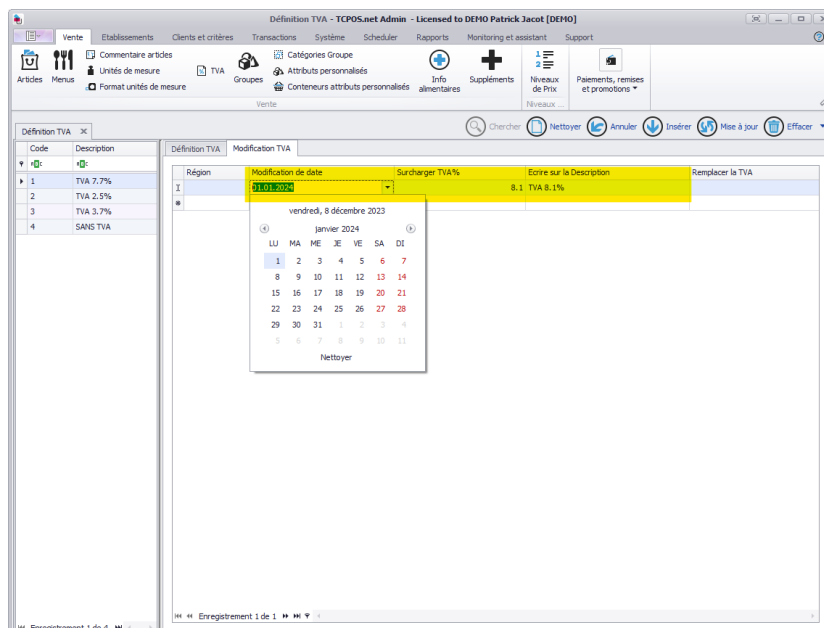 Définition TVA - TCPOS.net Admin - Licensed to DEMO Patrick Jacot [DEMO]
Vente Etablissements Clients et critères Transactions Système Scheduler Rapports Monitoring et assistant Support
Articles
Menus
Commentaire articles
Unités de mesure
Format unités de mesure
% TVA
Groupes
Catégories Groupe
Attributs personnalisés
Conteneurs attributs personnalisés
Info
alimentaires
Suppléments
Niveaux
de Prix
Paiements, remises
et promotions
Vente
Niveaux ...
Définition TVA
Chercher Nettoyer Annuler Insérer Mise à jour Effacer
Code Description
1 TVA 7.7%
2 TVA 2.5%
3 TVA 3.7%
4 SANS TVA
Définition TVA Modification TVA
Région Modification de date Surcharger TVA% Ecrire sur la Description Remplacer la TVA
01.01.2024 8.1 TVA 8.1%
vendredi, 8 décembre 2023
janvier 2024
LU MA ME JE VE SA DI
1 2 3 4 5 6 7
8 9 10 11 12 13 14
15 16 17 18 19 20 21
22 23 24 25 26 27 28
29 30 31 1 2 3 4
5 6 7 8 9 10 11
Nettoyer
Enregistrement 1 de 1
Enregistrement 1 de 4